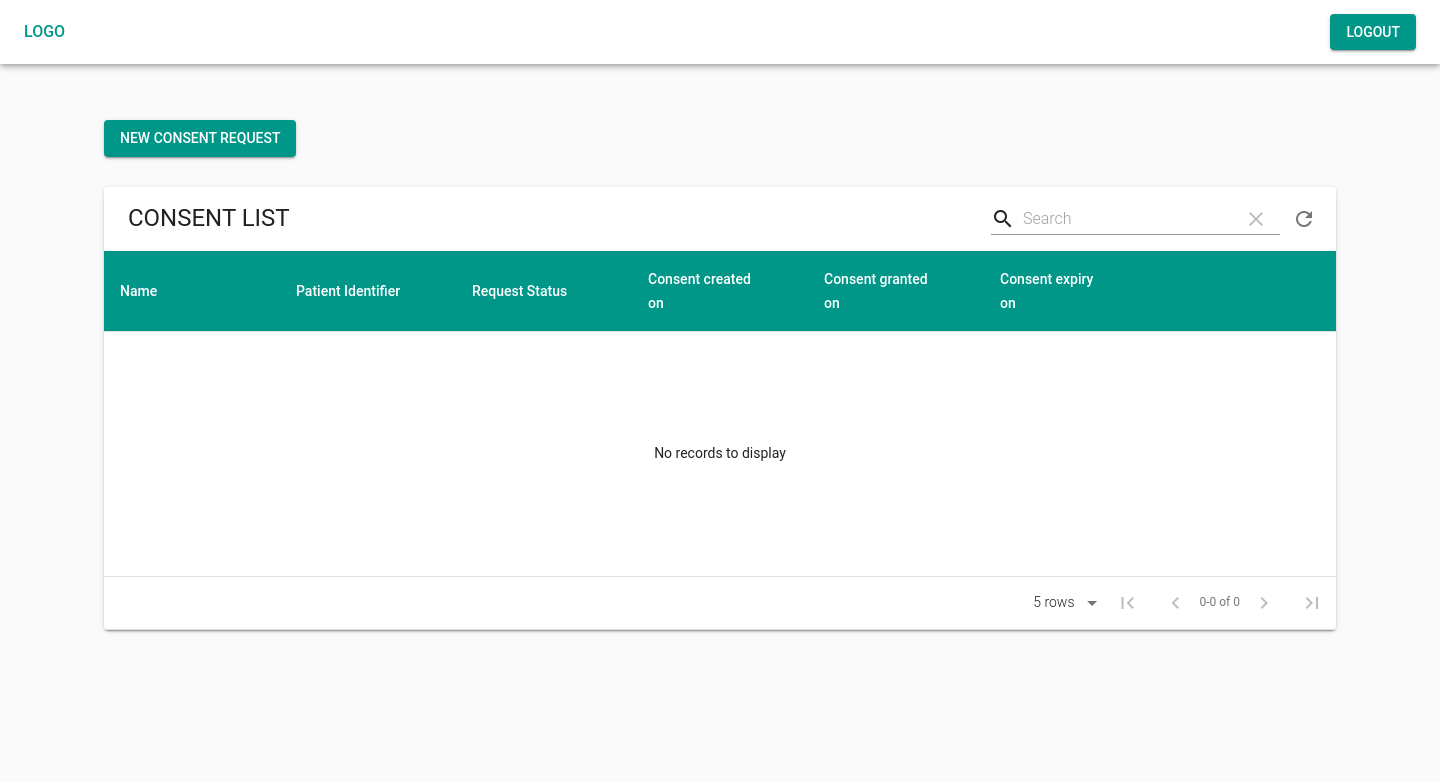 LOGO
LOGOUT
NEW CONSENT REQUEST
CONSENT LIST
Search
Name
Patient Identifier
Request Status
Consent created
on
Consent granted
on
Consent expiry
on
No records to display
5 rows
0-0 of 0